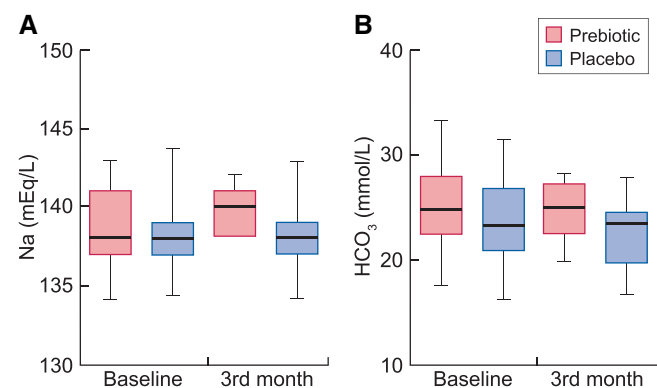 A
Na (mEq/L)
150
145
140
135
130
Baseline 3rd month
B
Prebiotic
Placebo
HCO3 (mmol/L)
40
30
20
10
Baseline 3rd month